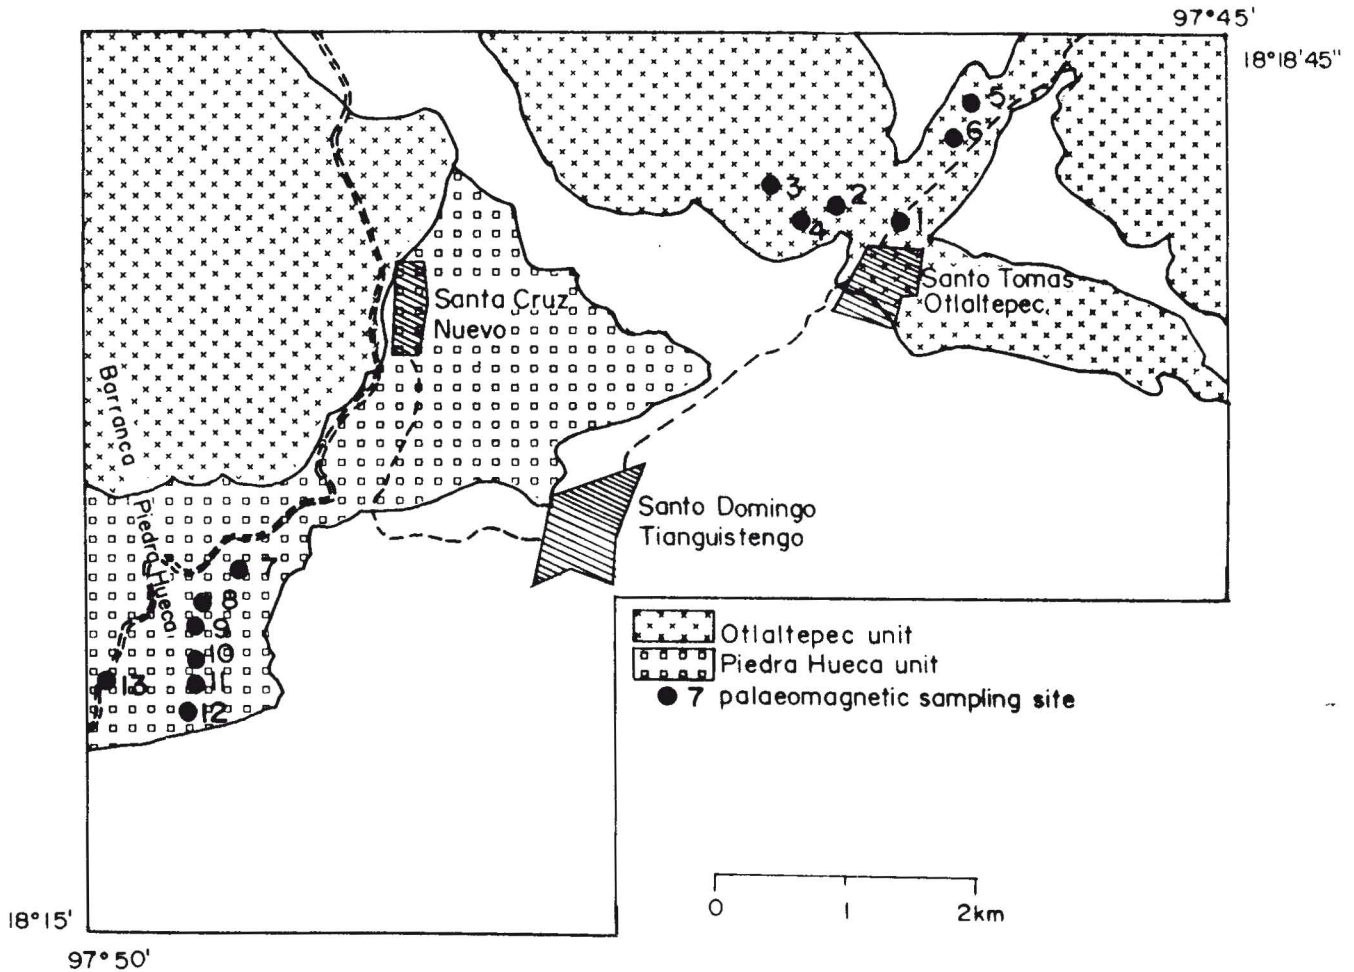 97°45'
18°18'45"
5
6
3
2
4
1
Santo Tomas
Otlaltepec
Santa Cruz
Nuevo
Barranca
Piedra Hueca
Santo Domingo
Tianguistengo
7
8
9
10
11
13
12
Otlaltepec unit
Piedra Hueca unit
7 palaeomagnetic sampling site
0 1 2km
18°15'
97°50'